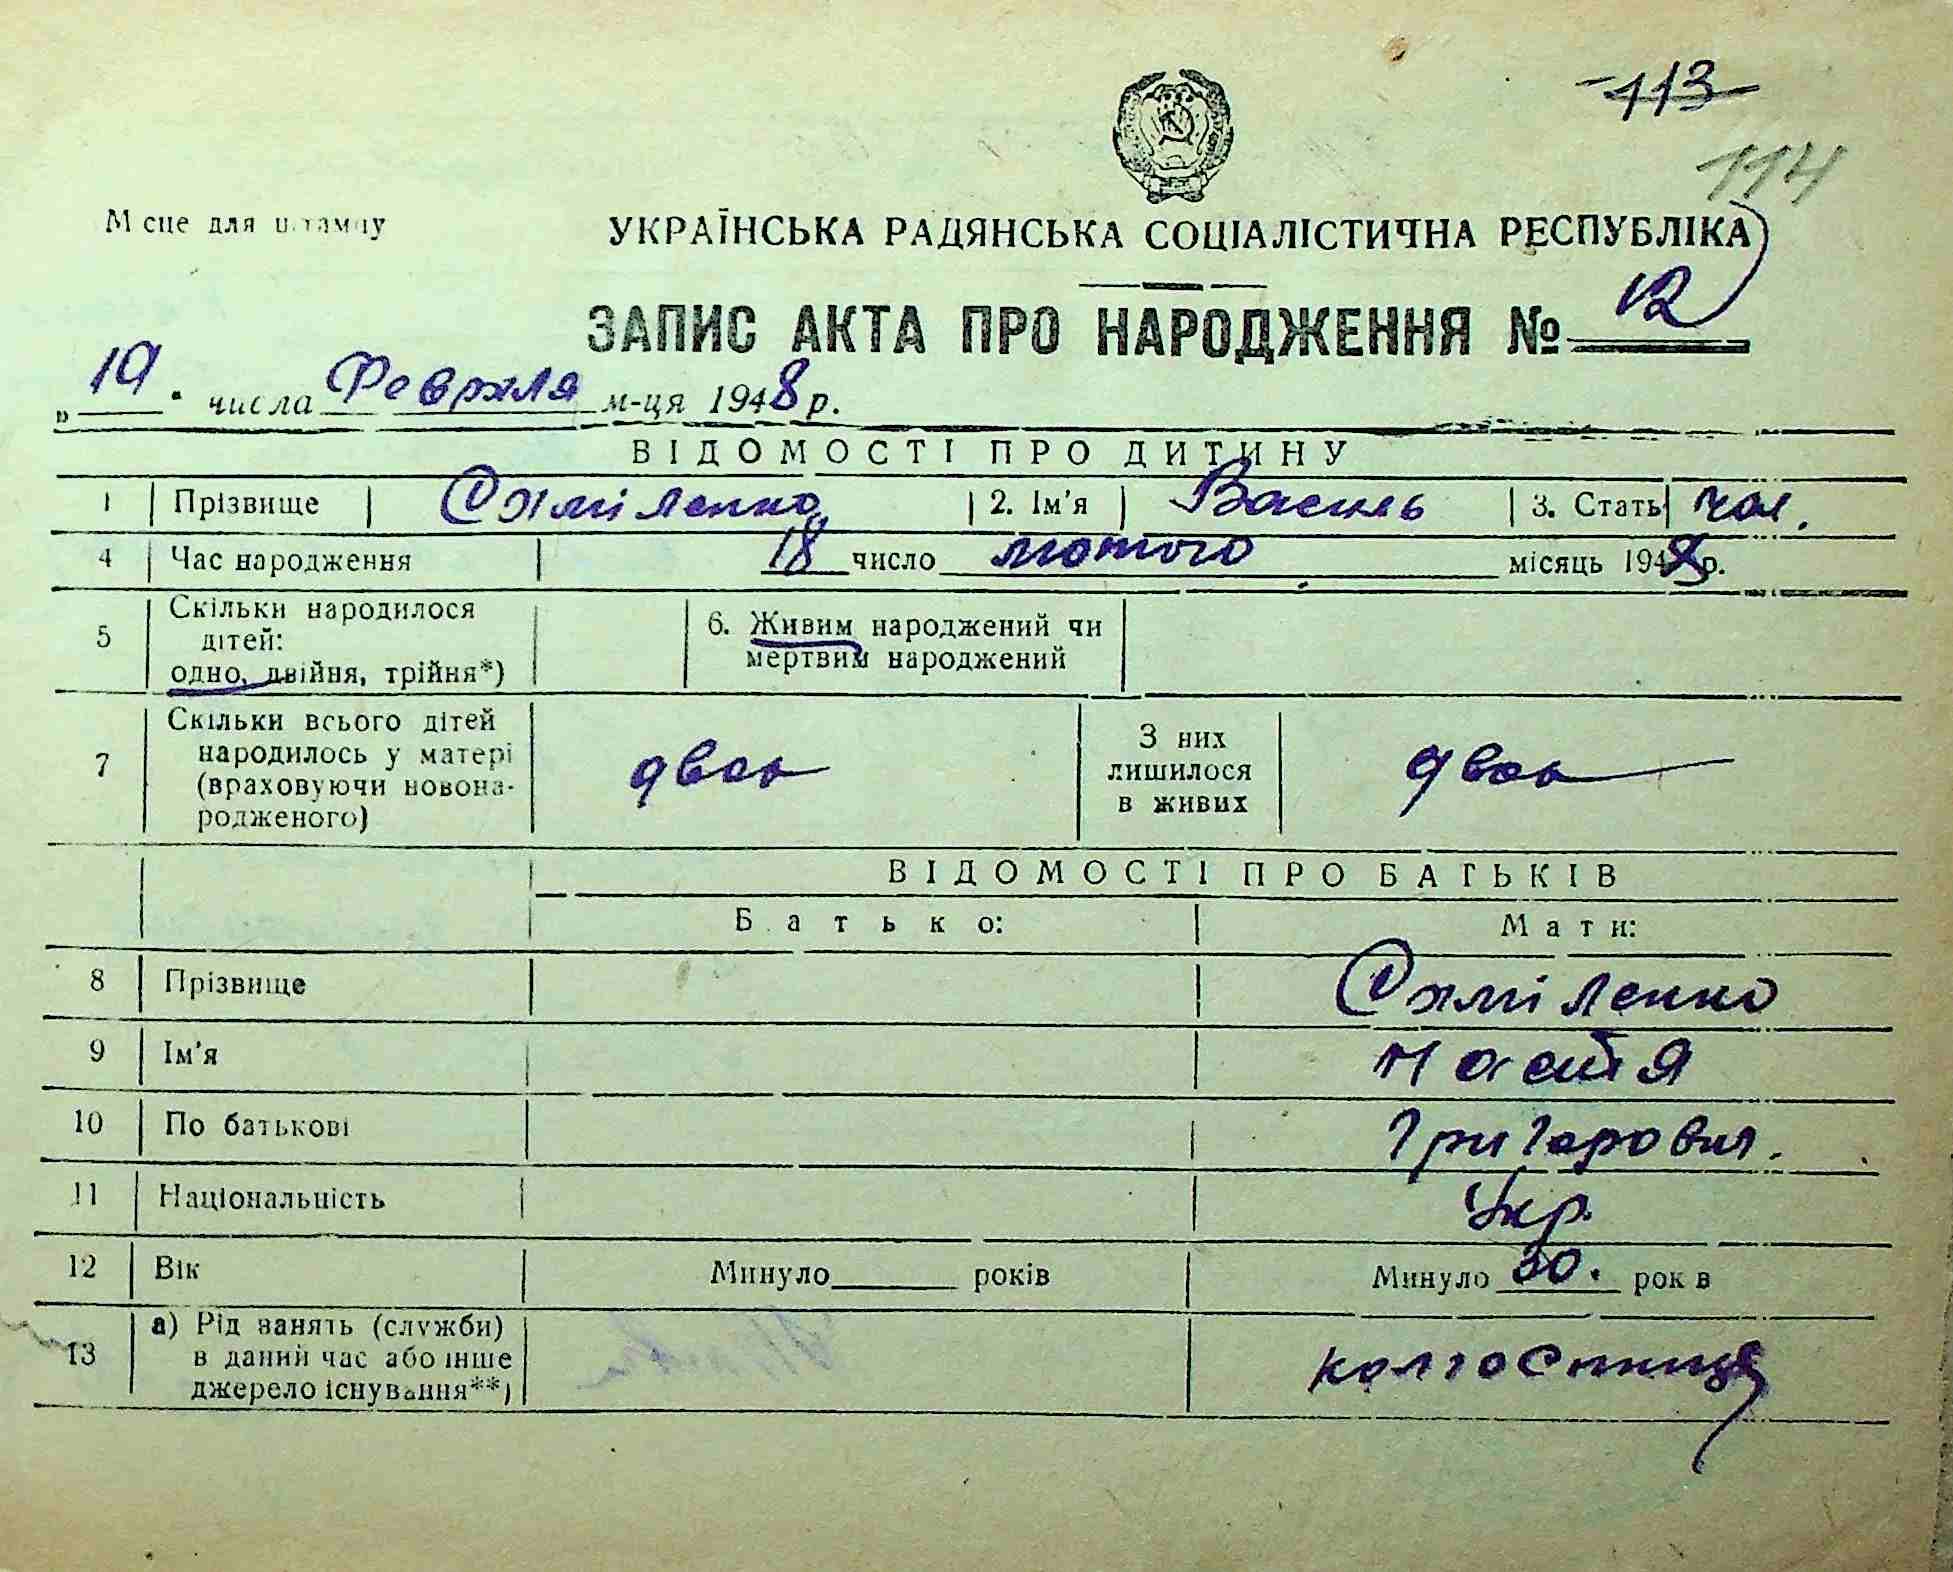 113
114
Місце для штампу
УКРАЇНСЬКА РАДЯНСЬКА СОЦІАЛІСТИЧНА РЕСПУБЛІКА
ЗАПИС АКТА ПРО НАРОДЖЕННЯ № 12
„19" числа Февраля м-ця 1948 р.
ВІДОМОСТІ ПРО ДИТИНУ
1 Прізвище Саміленко 2. Ім'я Василь 3. Стать чол.
4 Час народження 18 число лютого місяць 1948 р.
5 Скільки народилося дітей: одно, двійня, трійня*) 6. Живим народжений чи мертвим народжений
7 Скільки всього дітей народилось у матері (враховуючи новонародженого) двоє З них лишилося в живих двоє
ВІДОМОСТІ ПРО БАТЬКІВ
Батько: Мати:
8 Прізвище Саміленко
9 Ім'я Настя
10 По батькові Григоровна.
11 Національність Укр.
12 Вік Минуло років Минуло 30. років
13 а) Рід занять (служби) в даний час або інше джерело існування**) колгоспниця